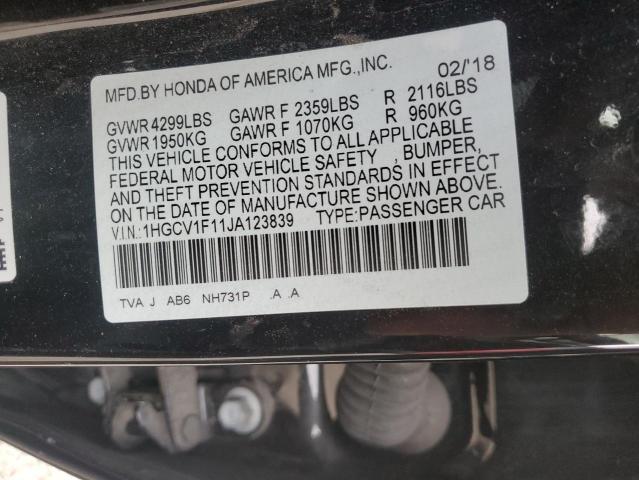 MFD.BY HONDA OF AMERICA MFG.,INC. 02/'18
GVWR 4299LBS GAWR F 2359LBS R 2116LBS
GVWR 1950KG GAWR F 1070KG R 960KG
THIS VEHICLE CONFORMS TO ALL APPLICABLE
FEDERAL MOTOR VEHICLE SAFETY , BUMPER,
AND THEFT PREVENTION STANDARDS IN EFFECT
ON THE DATE OF MANUFACTURE SHOWN ABOVE.
V.I.N.:1HGCV1F11JA123839 TYPE:PASSENGER CAR
TVA J AB6 NH731P .A .A